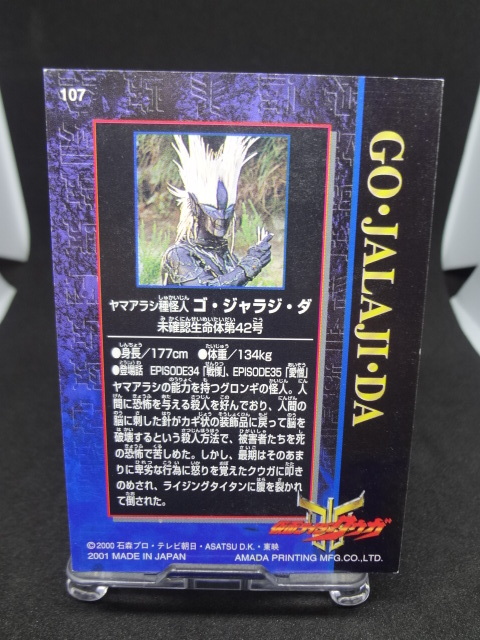 107
GO・JALAJI・DA
ヤマアラシ種怪人 ゴ・ジャラジ・ダ
未確認生命体第42号
●身長／177cm ●体重／134kg
●登場話 EPISODE34「戦慄」、EPISODE35「愛憎」
ヤマアラシの能力を持つグロンギの怪人。人
間に恐怖を与える殺人を好んでおり、人間の
脳に刺した針がカギ状の装飾品に戻って脳を
破壊するという殺人方法で、被害者たちを死
の恐怖で苦しめた。しかし、最期はそのあま
りに卑劣な行為に怒りを覚えたクウガに叩き
のめされ、ライジングタイタンに腹を裂かれ
て倒された。
仮面ライダークウガ
©2000 石森プロ・テレビ朝日・ASATSU D.K.・東映
2001 MADE IN JAPAN AMADA PRINTING MFG.CO.,LTD.